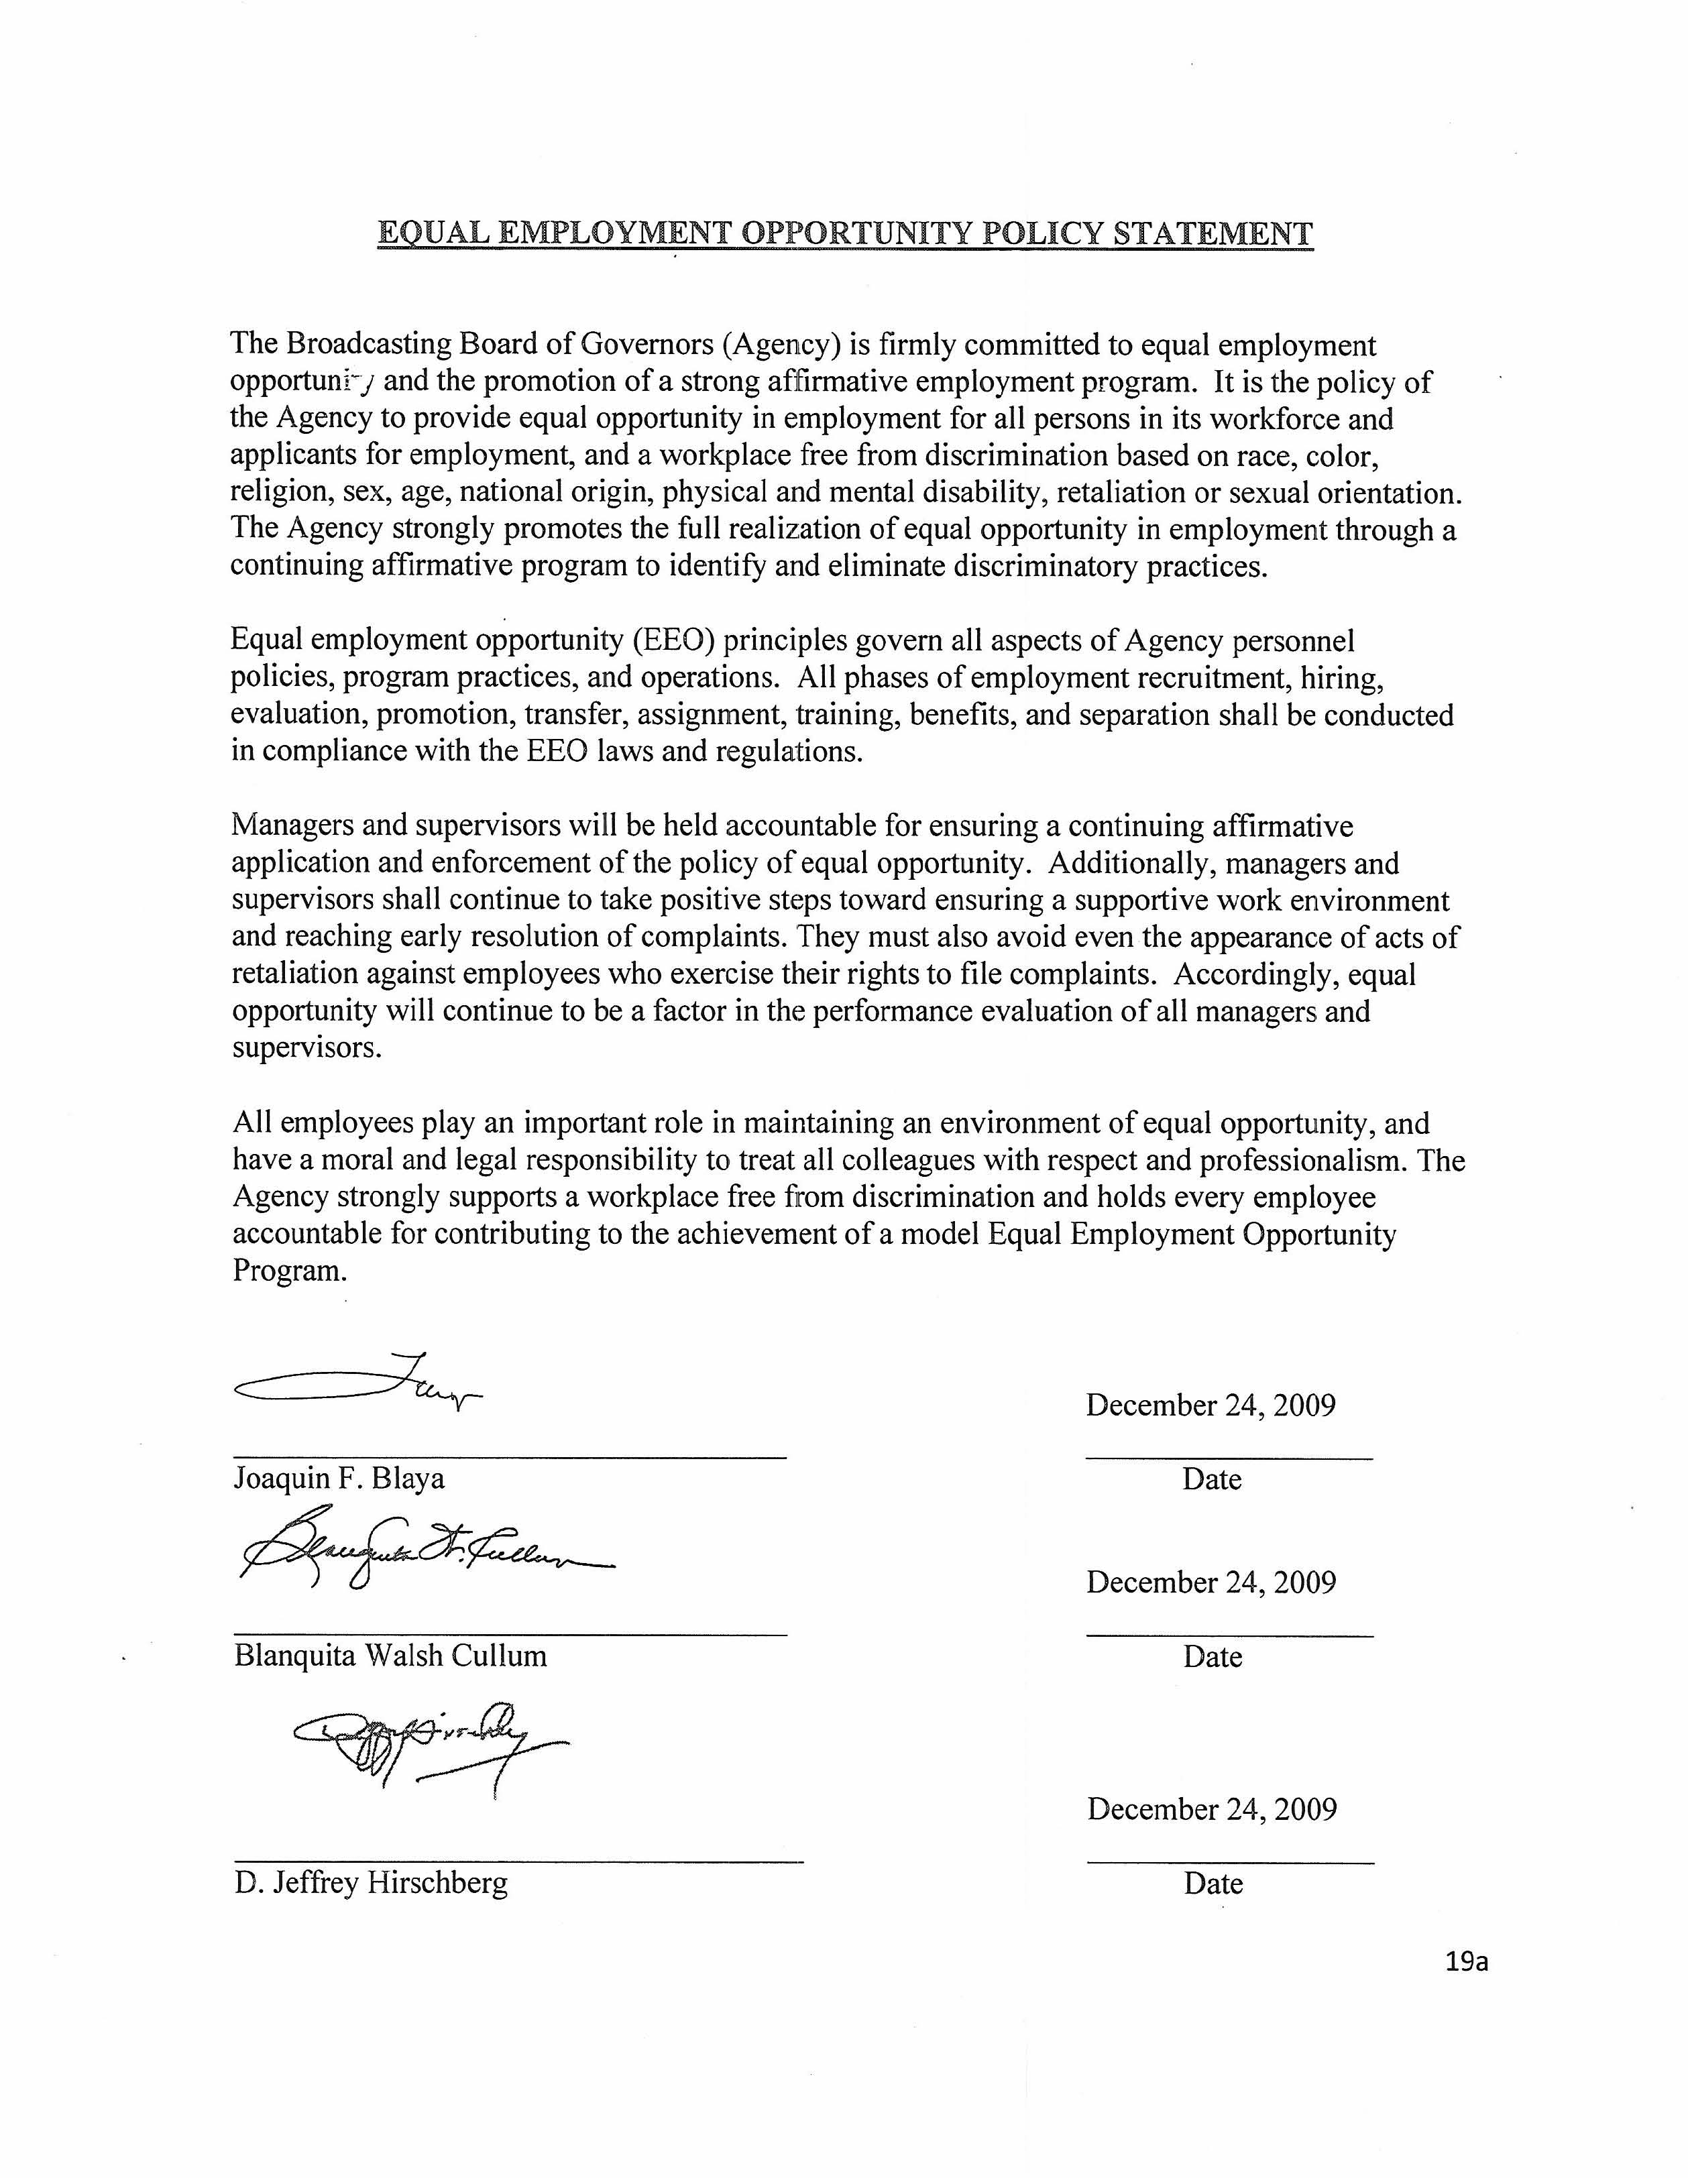 EQUAL EMPLOYMENT OPPORTUNITY POLICY STATEMENT
The Broadcasting Board of Governors (Agency) is firmly committed to equal employment
opportunity and the promotion of a strong affirmative employment program. It is the policy of
the Agency to provide equal opportunity in employment for all persons in its workforce and
applicants for employment, and a workplace free from discrimination based on race, color,
religion, sex, age, national origin, physical and mental disability, retaliation or sexual orientation.
The Agency strongly promotes the full realization of equal opportunity in employment through a
continuing affirmative program to identify and eliminate discriminatory practices.
Equal employment opportunity (EEO) principles govern all aspects of Agency personnel
policies, program practices, and operations. All phases of employment recruitment, hiring,
evaluation, promotion, transfer, assignment, training, benefits, and separation shall be conducted
in compliance with the EEO laws and regulations.
Managers and supervisors will be held accountable for ensuring a continuing affirmative
application and enforcement of the policy of equal opportunity. Additionally, managers and
supervisors shall continue to take positive steps toward ensuring a supportive work environment
and reaching early resolution of complaints. They must also avoid even the appearance of acts of
retaliation against employees who exercise their rights to file complaints. Accordingly, equal
opportunity will continue to be a factor in the performance evaluation of all managers and
supervisors.
All employees play an important role in maintaining an environment of equal opportunity, and
have a moral and legal responsibility to treat all colleagues with respect and professionalism. The
Agency strongly supports a workplace free from discrimination and holds every employee
accountable for contributing to the achievement of a model Equal Employment Opportunity
Program.
December 24, 2009
Joaquin F. Blaya Date
Blanquita W. Cullum
December 24, 2009
Blanquita Walsh Cullum Date
December 24, 2009
D. Jeffrey Hirschberg Date
19a